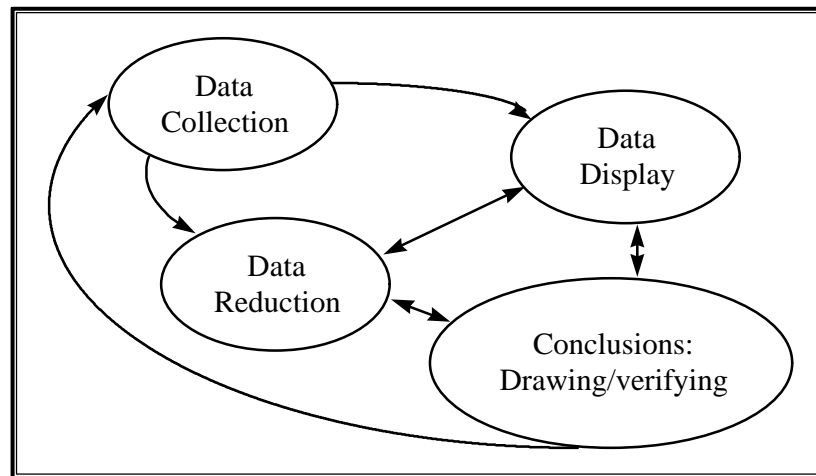 Data
Collection
Data
Display
Data
Reduction
Conclusions:
Drawing/verifying